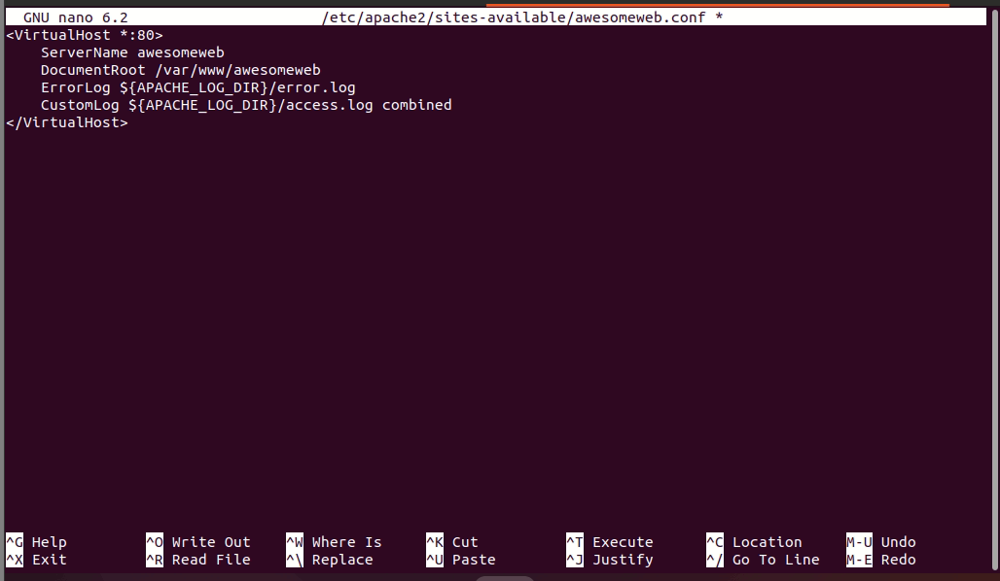 GNU nano 6.2 /etc/apache2/sites-available/awesomeweb.conf *
<VirtualHost *:80>
    ServerName awesomeweb
    DocumentRoot /var/www/awesomeweb
    ErrorLog ${APACHE_LOG_DIR}/error.log
    CustomLog ${APACHE_LOG_DIR}/access.log combined
</VirtualHost>
^G Help ^O Write Out ^W Where Is ^K Cut ^T Execute ^C Location M-U Undo
^X Exit ^R Read File ^\ Replace ^U Paste ^J Justify ^/ Go To Line M-E Redo